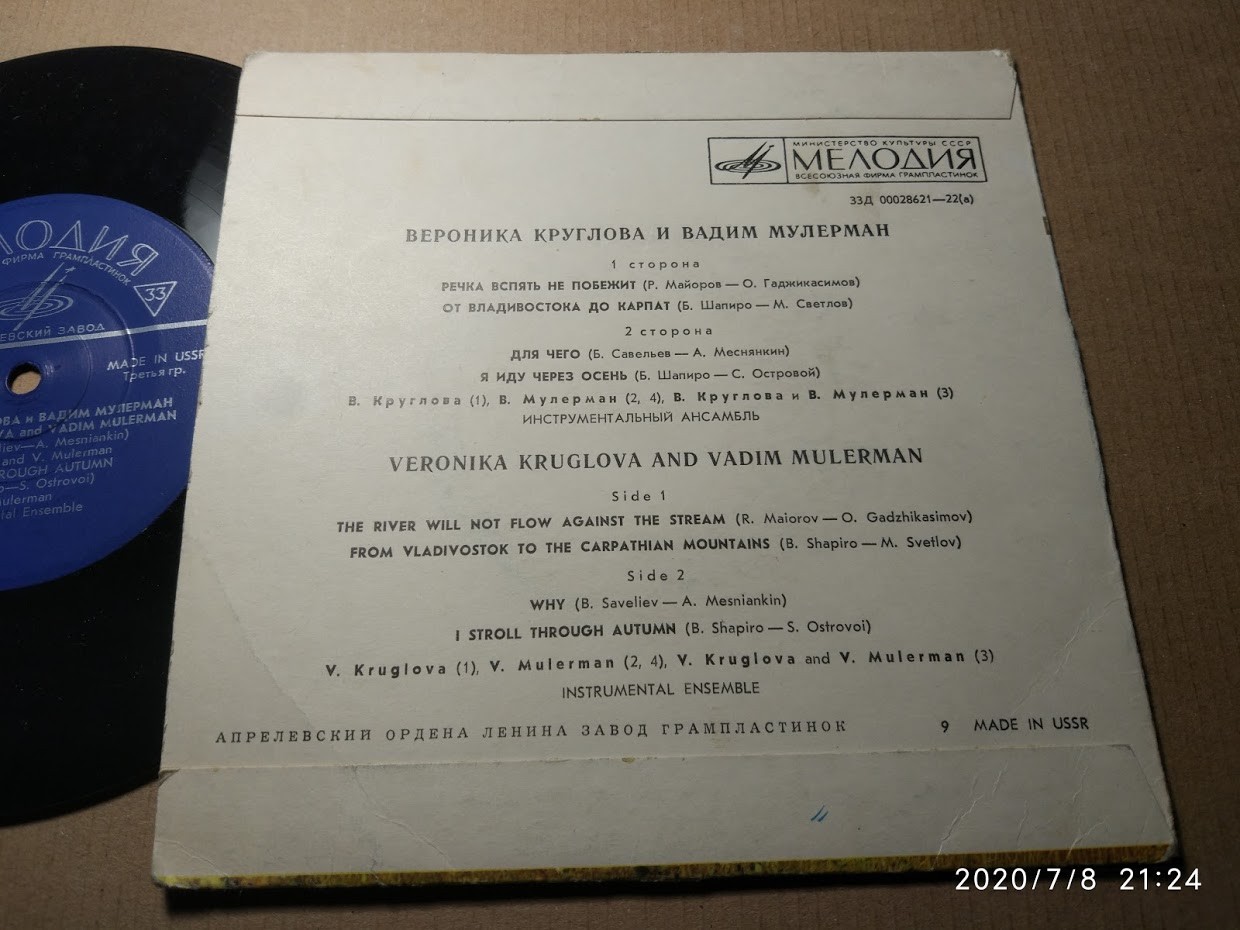 МИНИСТЕРСТВО КУЛЬТУРЫ СССР
МЕЛОДИЯ
ВСЕСОЮЗНАЯ ФИРМА ГРАМПЛАСТИНОК
33Д 00028621—22(а)
ВЕРОНИКА КРУГЛОВА И ВАДИМ МУЛЕРМАН
1 сторона
РЕЧКА ВСПЯТЬ НЕ ПОБЕЖИТ (Р. Майоров — О. Гаджикасимов)
ОТ ВЛАДИВОСТОКА ДО КАРПАТ (Б. Шапиро — М. Светлов)
2 сторона
ДЛЯ ЧЕГО (Б. Савельев — А. Меснянкин)
Я ИДУ ЧЕРЕЗ ОСЕНЬ (Б. Шапиро — С. Островой)
В. Круглова (1), В. Мулерман (2, 4), В. Круглова и В. Мулерман (3)
ИНСТРУМЕНТАЛЬНЫЙ АНСАМБЛЬ
VERONIKA KRUGLOVA AND VADIM MULERMAN
Side 1
THE RIVER WILL NOT FLOW AGAINST THE STREAM (R. Maiorov — O. Gadzhikasimov)
FROM VLADIVOSTOK TO THE CARPATHIAN MOUNTAINS (B. Shapiro — M. Svetlov)
Side 2
WHY (B. Saveliev — A. Mesniankin)
I STROLL THROUGH AUTUMN (B. Shapiro — S. Ostrovoi)
V. Kruglova (1), V. Mulerman (2, 4), V. Kruglova and V. Mulerman (3)
INSTRUMENTAL ENSEMBLE
АПРЕЛЕВСКИЙ ОРДЕНА ЛЕНИНА ЗАВОД ГРАМПЛАСТИНОК 9 MADE IN USSR
ЛОДИЯ
ФИРМА ГРАМПЛАСТИНОК
33
ЕВСКИЙ ЗАВОД
MADE IN USSR
Третья гр.
ОВА и ВАДИМ МУЛЕРМАН
VA and VADIM MULERMAN
liev—A. Mesniankin)
and V. Mulerman
ROUGH AUTUMN
o—S. Ostrovoi)
ulerman
tal Ensemble
2020/7/8 21:24